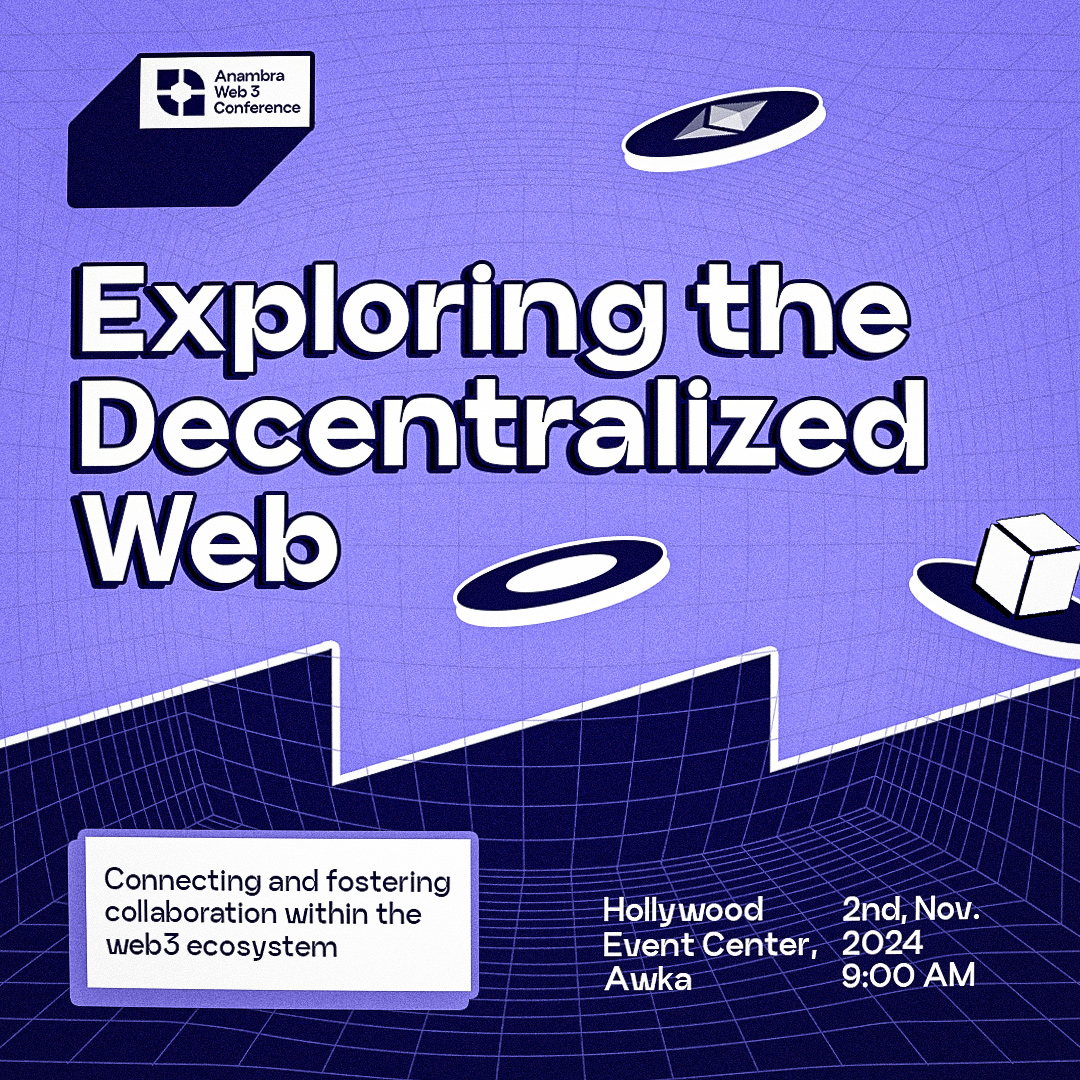 Anambra
Web 3
Conference
Exploring the
Decentralized
Web
Connecting and fostering
collaboration within the
web3 ecosystem
Hollywood
Event Center,
Awka
2nd, Nov.
2024
9:00 AM